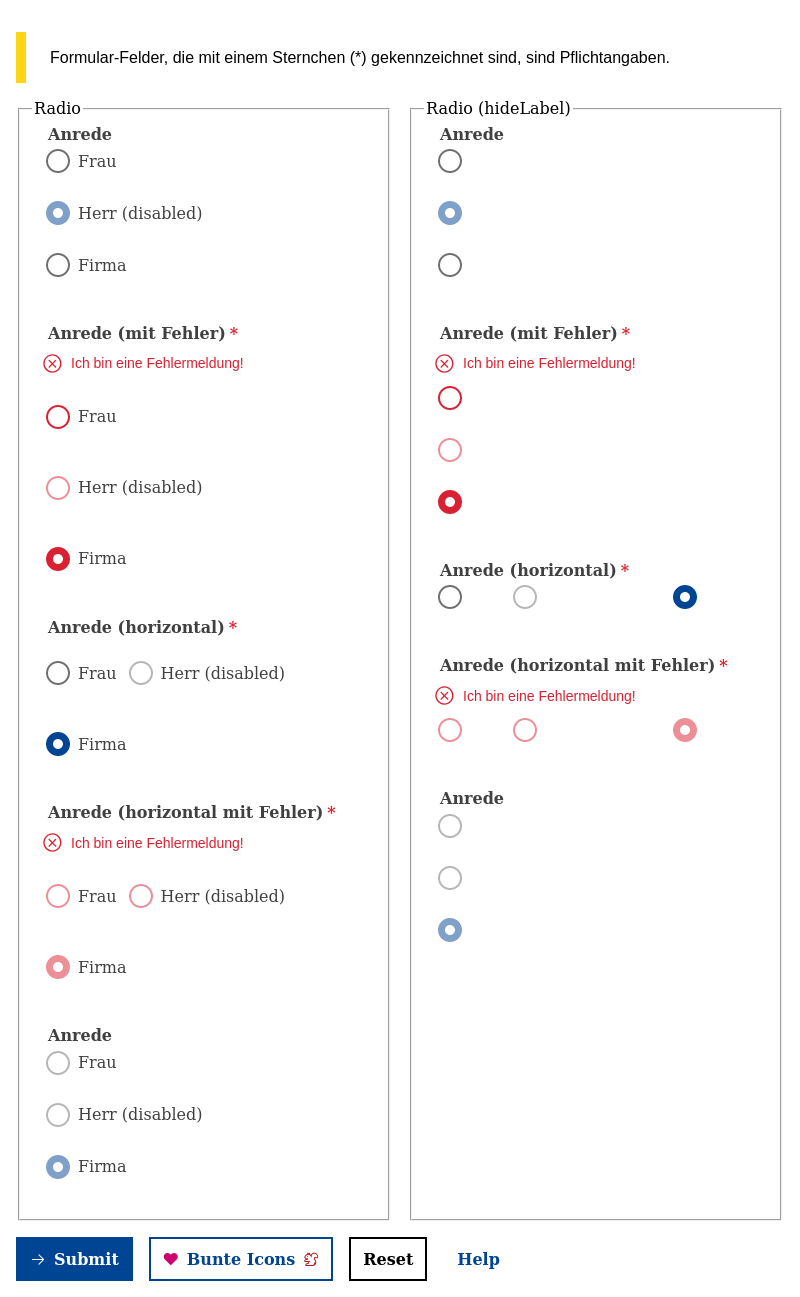 Formular-Felder, die mit einem Sternchen (*) gekennzeichnet sind, sind Pflichtangaben.
Radio
Anrede
Frau
Herr (disabled)
Firma
Anrede (mit Fehler) *
Ich bin eine Fehlermeldung!
Frau
Herr (disabled)
Firma
Anrede (horizontal) *
Frau Herr (disabled)
Firma
Anrede (horizontal mit Fehler) *
Ich bin eine Fehlermeldung!
Frau Herr (disabled)
Firma
Anrede
Frau
Herr (disabled)
Firma
Radio (hideLabel)
Anrede
Anrede (mit Fehler) *
Ich bin eine Fehlermeldung!
Anrede (horizontal) *
Anrede (horizontal mit Fehler) *
Ich bin eine Fehlermeldung!
Anrede
Submit Bunte Icons Reset Help